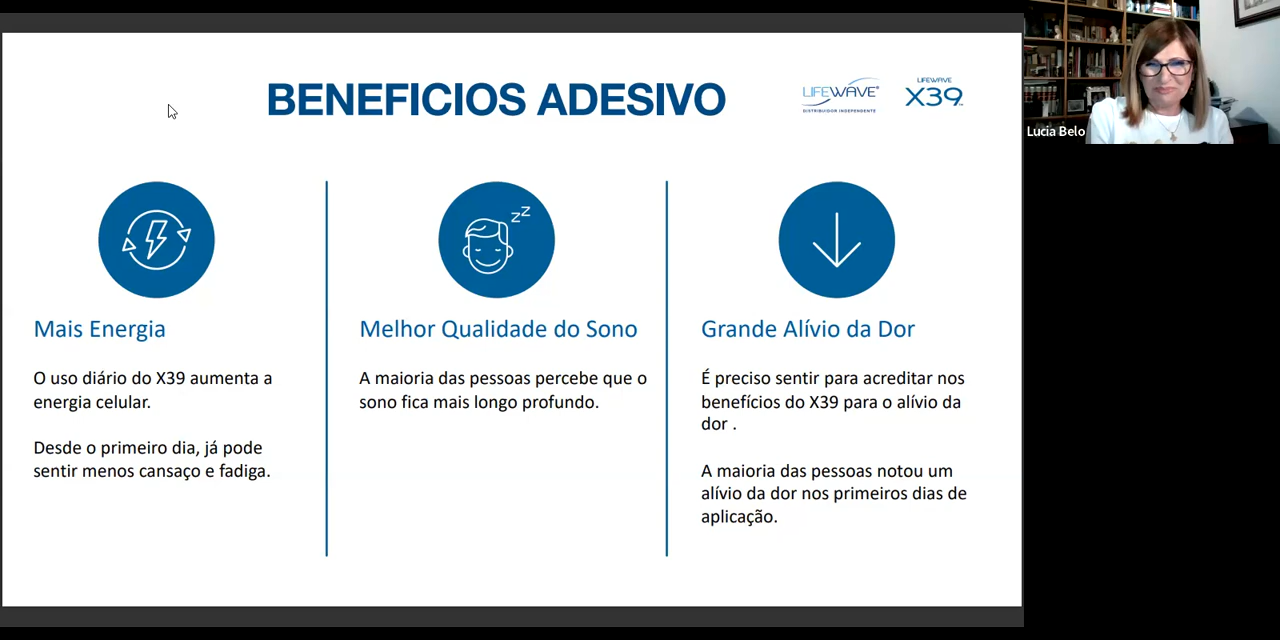 BENEFICIOS ADESIVO
LIFEWAVE®
DISTRIBUIDOR INDEPENDENTE
LIFEWAVE
X39™
Lucia Belo
zZ
Mais Energia
O uso diário do X39 aumenta a
energia celular.
Desde o primeiro dia, já pode
sentir menos cansaço e fadiga.
Melhor Qualidade do Sono
A maioria das pessoas percebe que o
sono fica mais longo profundo.
Grande Alívio da Dor
É preciso sentir para acreditar nos
benefícios do X39 para o alívio da
dor .
A maioria das pessoas notou um
alívio da dor nos primeiros dias de
aplicação.